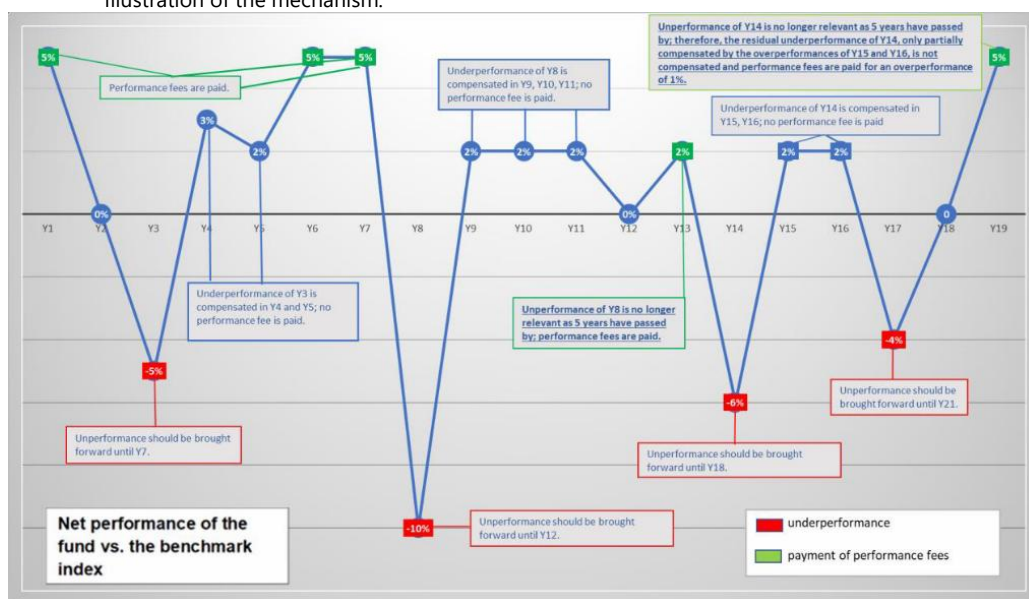 illustration of the mechanism.
Unperformance of Y14 is no longer relevant as 5 years have passed
by; therefore, the residual underperformance of Y14, only partially
compensated by the overperformances of Y15 and Y16, is not
compensated and performance fees are paid for an overperformance
of 1%.
5%
5%
5%
5%
Performance fees are paid.
Underperformance of Y8 is
compensated in Y9, Y10, Y11; no
performance fee is paid.
Underperformance of Y14 is compensated in
Y15, Y16; no performance fee is paid
3%
2%
2%
2%
2%
2%
2%
2%
0%
0%
0
Y1
Y2
Y3
Y4
Y5
Y6
Y7
Y8
Y9
Y10
Y11
Y12
Y13
Y14
Y15
Y16
Y17
Y18
Y19
Underperformance of Y3 is
compensated in Y4 and Y5; no
performance fee is paid.
Unperformance of Y8 is no longer
relevant as 5 years have passed
by; performance fees are paid.
-5%
-4%
-6%
-10%
Unperformance should be
brought forward until Y21.
Unperformance should be brought
forward until Y7.
Unperformance should be brought
forward until Y18.
Unperformance should be brought
forward until Y12.
Net performance of the
fund vs. the benchmark
index
underperformance
payment of performance fees